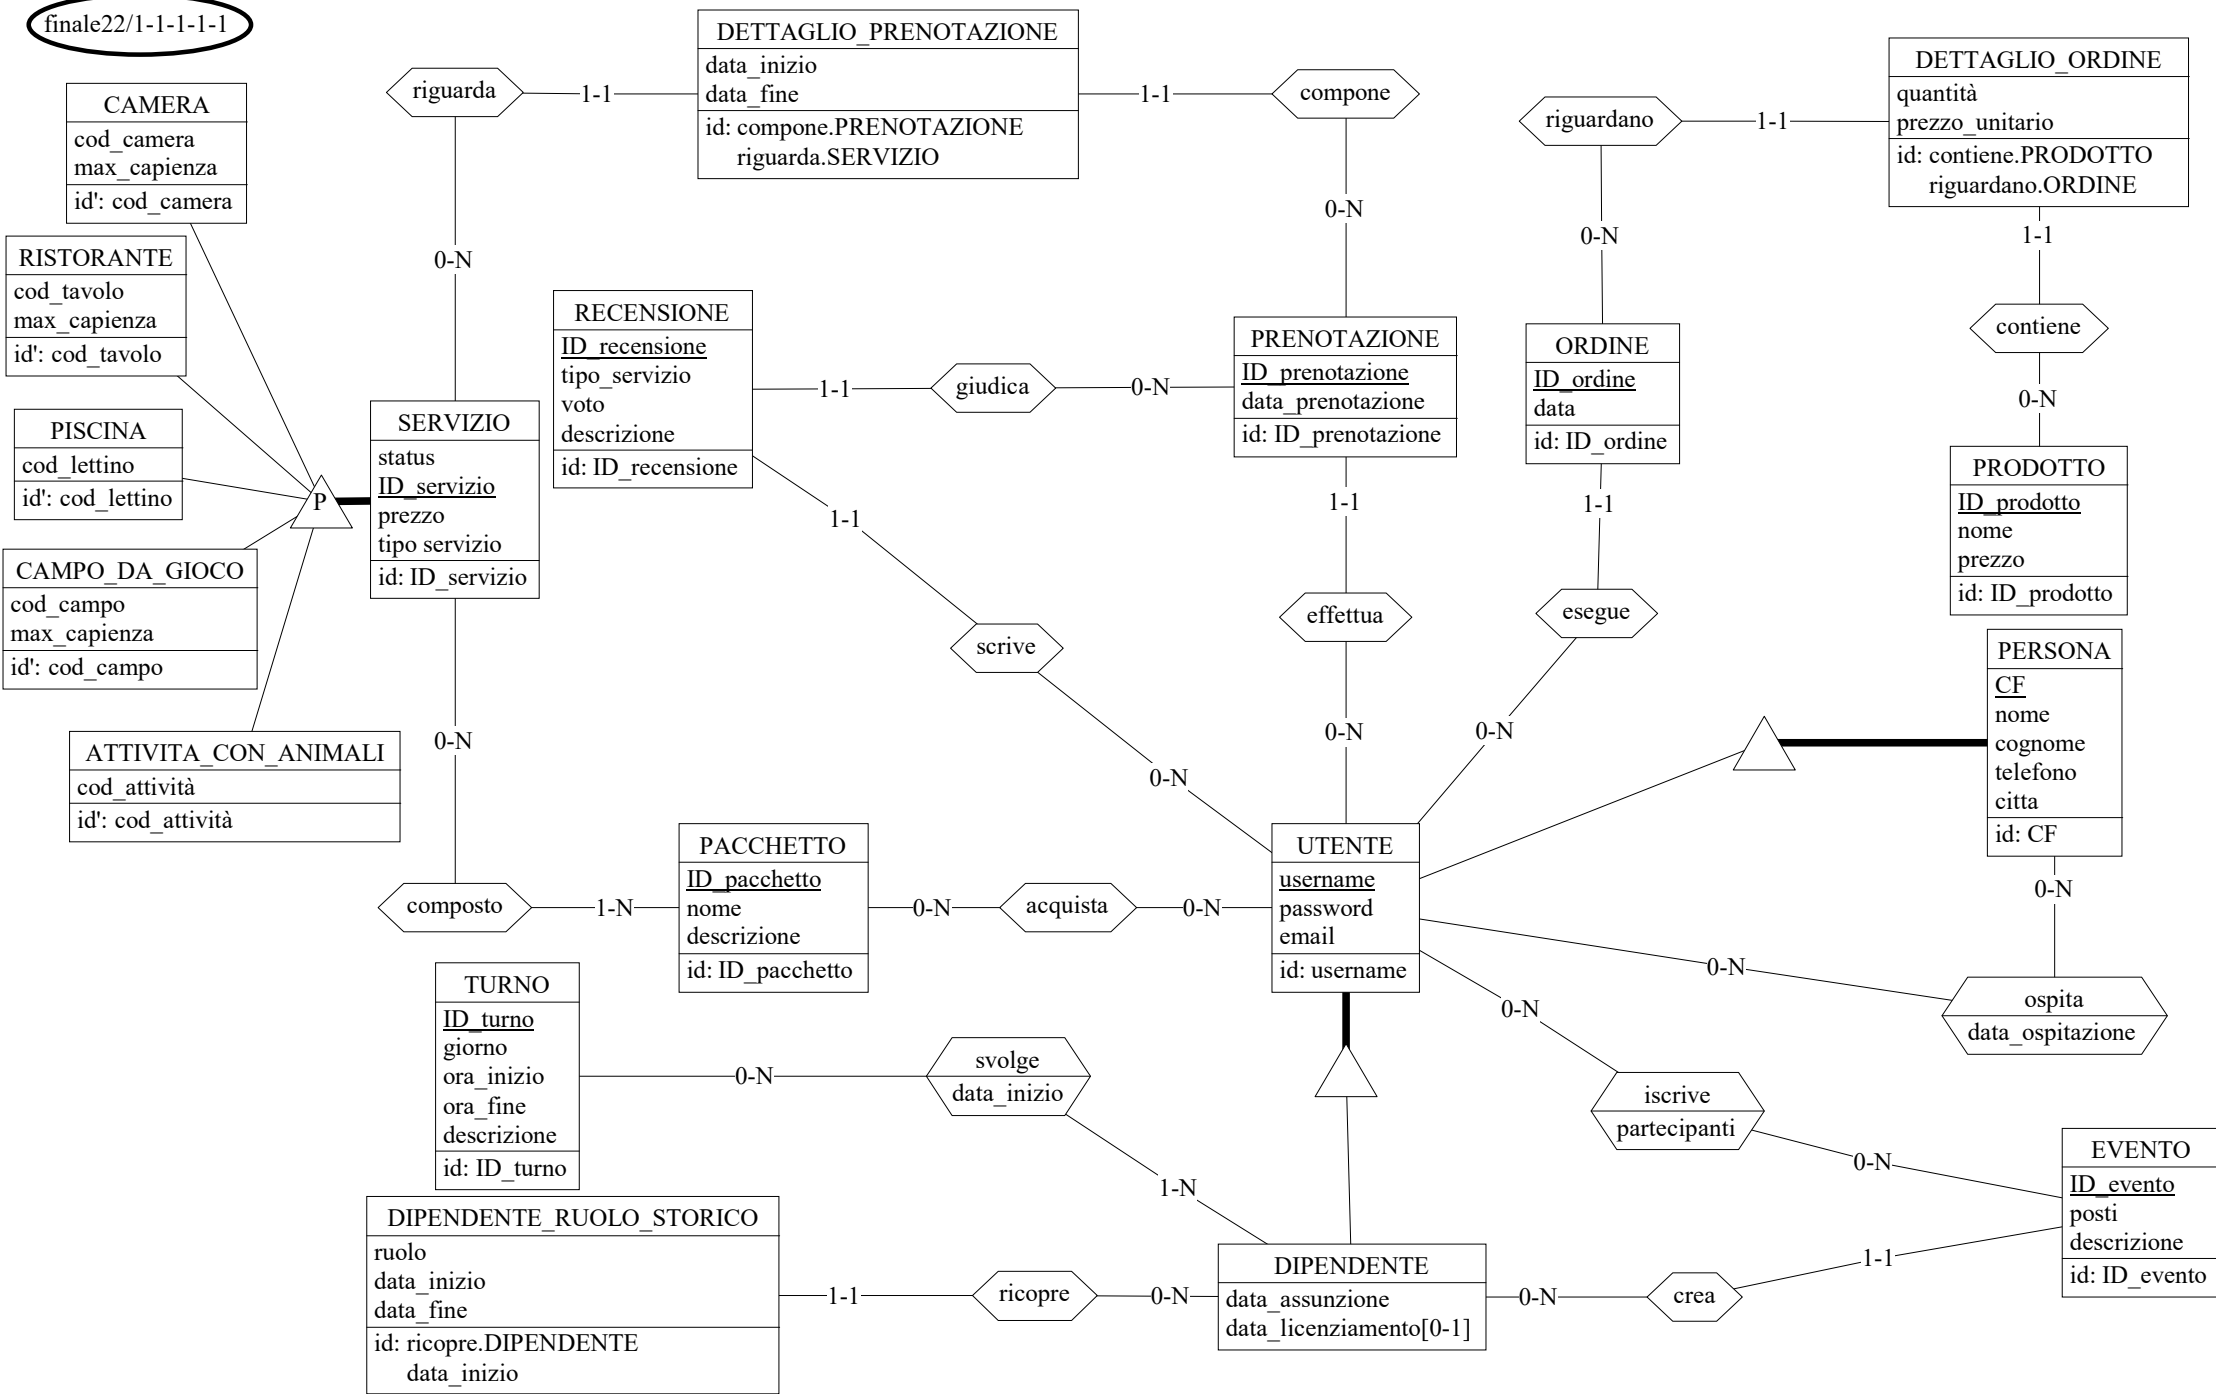 finale22/1-1-1-1-1
DETTAGLIO_PRENOTAZIONE
data_inizio
data_fine
id: compone.PRENOTAZIONE
riguarda.SERVIZIO
riguarda
1-1
1-1
compone
DETTAGLIO_ORDINE
quantità
prezzo_unitario
id: contiene.PRODOTTO
riguardano.ORDINE
riguardano
1-1
CAMERA
cod_camera
max_capienza
id': cod_camera
RISTORANTE
cod_tavolo
max_capienza
id': cod_tavolo
PISCINA
cod_lettino
id': cod_lettino
CAMPO_DA_GIOCO
cod_campo
max_capienza
id': cod_campo
ATTIVITA_CON_ANIMALI
cod_attività
id': cod_attività
P
0-N
SERVIZIO
status
ID_servizio
prezzo
tipo servizio
id: ID_servizio
0-N
RECENSIONE
ID_recensione
tipo_servizio
voto
descrizione
id: ID_recensione
1-1
giudica
0-N
0-N
PRENOTAZIONE
ID_prenotazione
data_prenotazione
id: ID_prenotazione
1-1
effettua
0-N
0-N
ORDINE
ID_ordine
data
id: ID_ordine
1-1
esegue
0-N
1-1
contiene
0-N
PRODOTTO
ID_prodotto
nome
prezzo
id: ID_prodotto
1-1
scrive
0-N
PERSONA
CF
nome
cognome
telefono
citta
id: CF
0-N
composto
1-N
PACCHETTO
ID_pacchetto
nome
descrizione
id: ID_pacchetto
0-N
acquista
0-N
UTENTE
username
password
email
id: username
0-N
ospita
data_ospitazione
0-N
iscrive
partecipanti
0-N
TURNO
ID_turno
giorno
ora_inizio
ora_fine
descrizione
id: ID_turno
0-N
svolge
data_inizio
1-N
DIPENDENTE_RUOLO_STORICO
ruolo
data_inizio
data_fine
id: ricopre.DIPENDENTE
data_inizio
1-1
ricopre
0-N
DIPENDENTE
data_assunzione
data_licenziamento[0-1]
0-N
crea
1-1
EVENTO
ID_evento
posti
descrizione
id: ID_evento